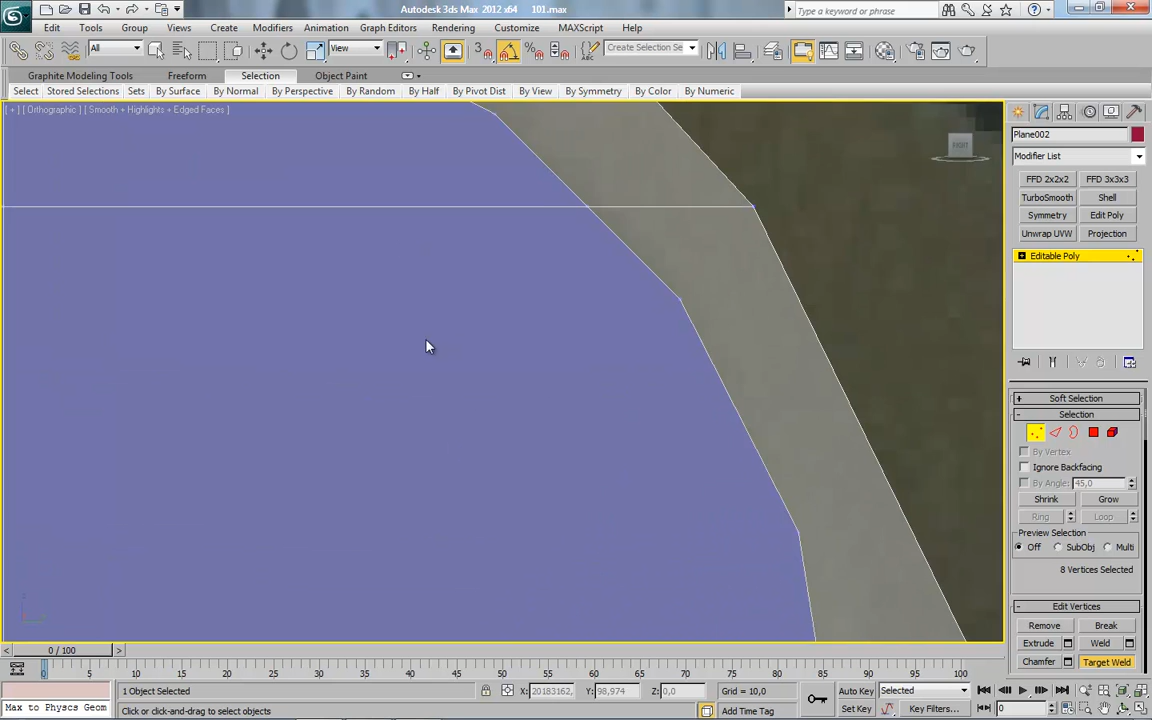 Autodesk 3ds Max 2012 x64 101.max
Type a keyword or phrase
Edit Tools Group Views Create Modifiers Animation Graph Editors Rendering Customize MAXScript Help
All View 3 Create Selection Se
Graphite Modeling Tools Freeform Selection Object Paint
Select Stored Selections Sets By Surface By Normal By Perspective By Random By Half By Pivot Dist By View By Symmetry By Color By Numeric
[ + ] [ Orthographic ] [ Smooth + Highlights + Edged Faces ]
RIGHT
Plane002
Modifier List
FFD 2x2x2 FFD 3x3x3
TurboSmooth Shell
Symmetry Edit Poly
Unwrap UVW Projection
Editable Poly
+ Soft Selection
- Selection
By Vertex
Ignore Backfacing
By Angle: 45,0
Shrink Grow
Ring Loop
Preview Selection
Off SubObj Multi
8 Vertices Selected
- Edit Vertices
Remove Break
Extrude Weld
Chamfer Target Weld
< 0 / 100 >
0 5 10 15 20 25 30 35 40 45 50 55 60 65 70 75 80 85 90 95 100
1 Object Selected X: 20183162, Y: 98,974 Z: 0,0 Grid = 10,0 Auto Key Selected
Max to Physcs Geom Click or click-and-drag to select objects Add Time Tag Set Key Key Filters... 0